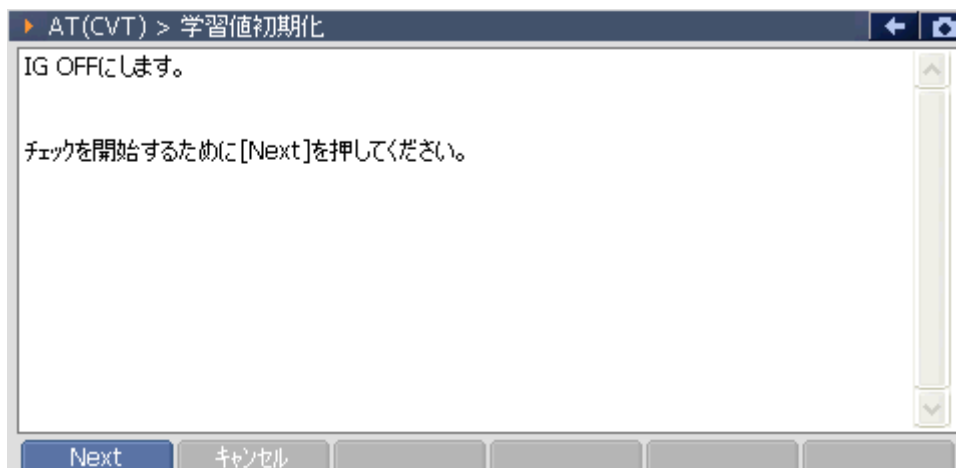 AT(CVT) > 学習値初期化
IG OFFにします。
チェックを開始するために[Next]を押してください。
Next
キャンセル